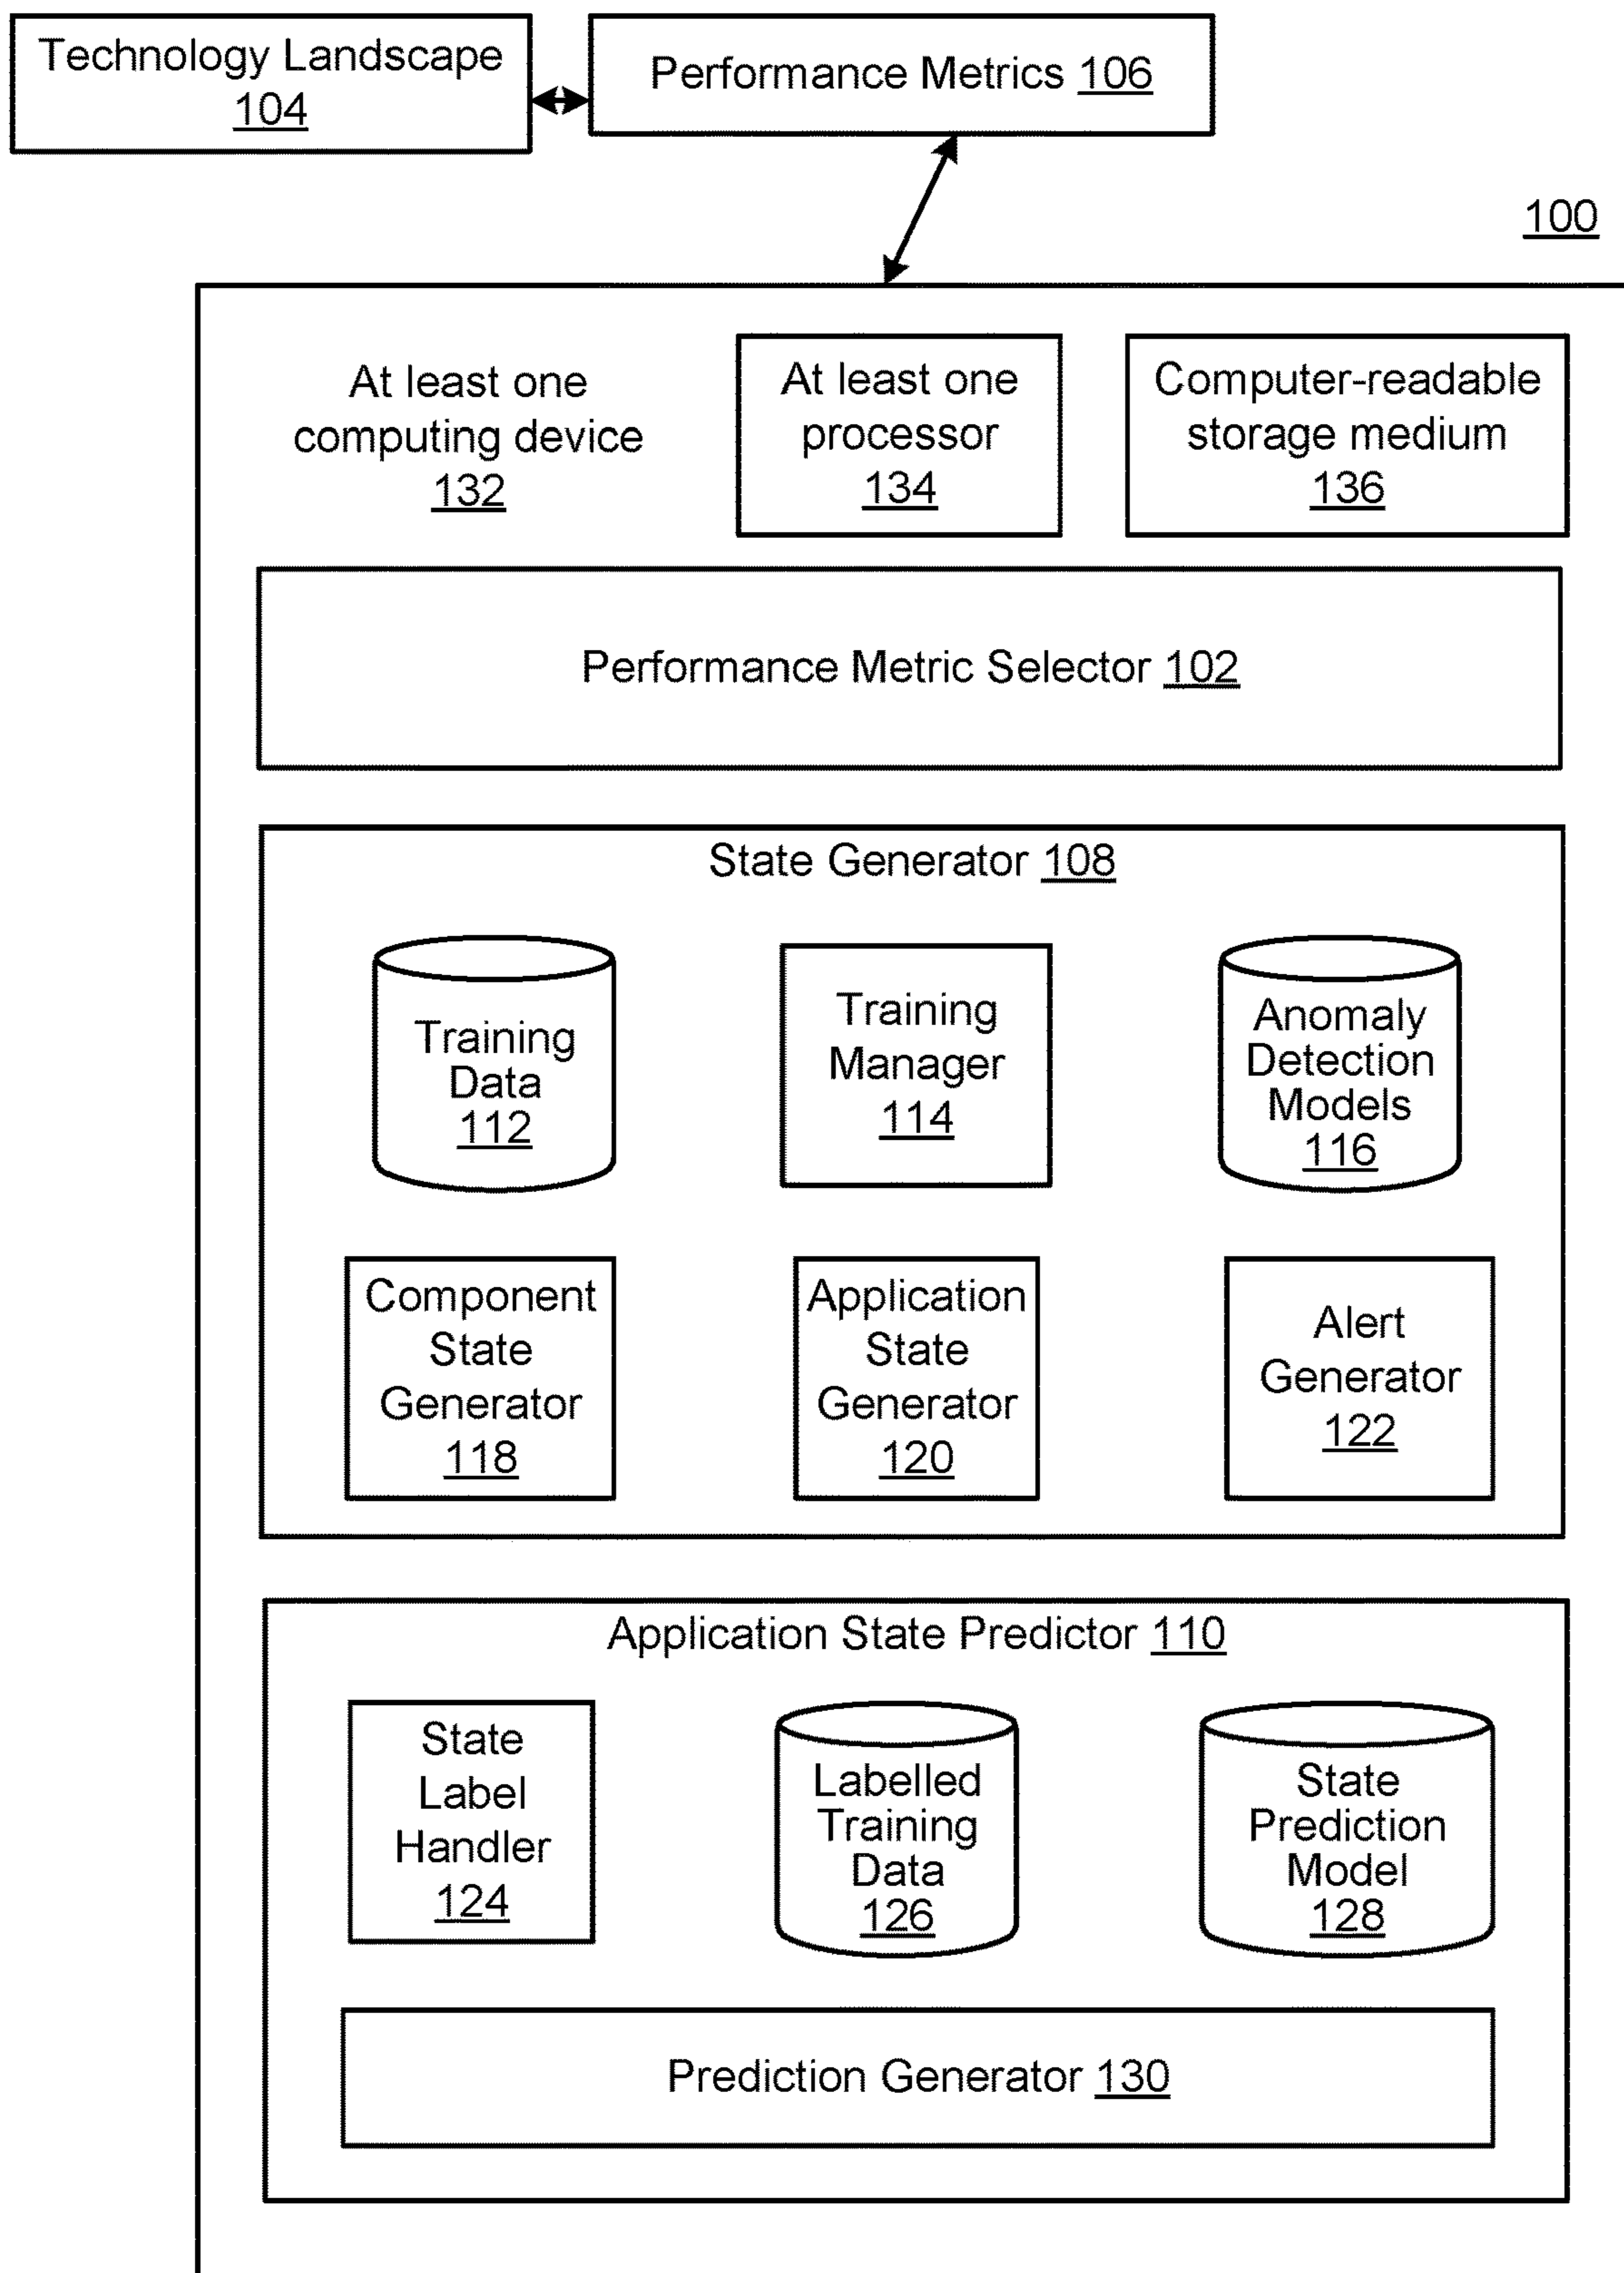 Technology Landscape
104
Performance Metrics 106
100
At least one
computing device
132
At least one
processor
134
Computer-readable
storage medium
136
Performance Metric Selector 102
State Generator 108
Training
Data
112
Training
Manager
114
Anomaly
Detection
Models
116
Component
State
Generator
118
Application
State
Generator
120
Alert
Generator
122
Application State Predictor 110
State
Label
Handler
124
Labelled
Training
Data
126
State
Prediction
Model
128
Prediction Generator 130